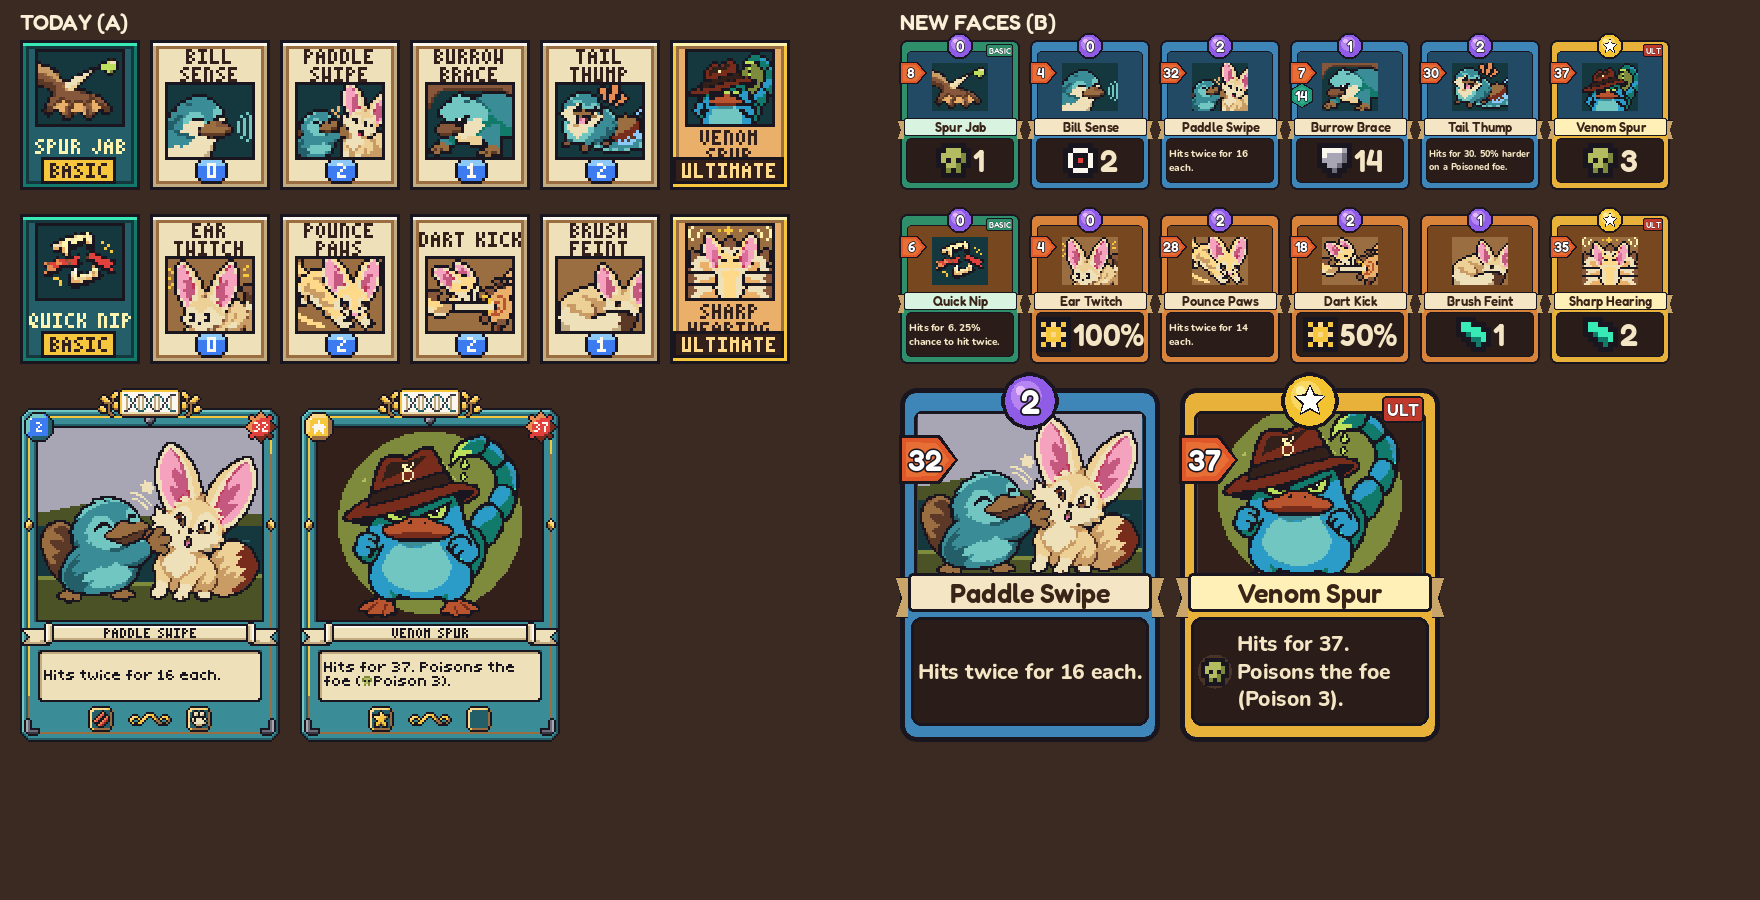 TODAY (A)
BILL SENSE
PADDLE SWIPE
BURROW BRACE
TAIL THUMP
SPUR JAB
VENOM SPUR
BASIC
0
2
1
2
ULTIMATE
EAR TWITCH
POUNCE PAWS
DART KICK
BRUSH FEINT
QUICK NIP
SHARP HEARING
BASIC
0
2
2
1
ULTIMATE
2
32
PADDLE SWIPE
Hits twice for 16 each.
37
VENOM SPUR
Hits for 37. Poisons the
foe (Poison 3).
NEW FACES (B)
0
BASIC
8
Spur Jab
1
0
4
Bill Sense
2
2
32
Paddle Swipe
Hits twice for 16
each.
1
7
14
Burrow Brace
14
2
30
Tail Thump
Hits for 30. 50% harder
on a Poisoned foe.
ULT
37
Venom Spur
3
0
BASIC
6
Quick Nip
Hits for 6. 25%
chance to hit twice.
0
4
Ear Twitch
100%
2
28
Pounce Paws
Hits twice for 14
each.
2
18
Dart Kick
50%
1
Brush Feint
1
ULT
35
Sharp Hearing
2
2
32
Paddle Swipe
Hits twice for 16 each.
ULT
37
8
Venom Spur
Hits for 37.
Poisons the foe
(Poison 3).